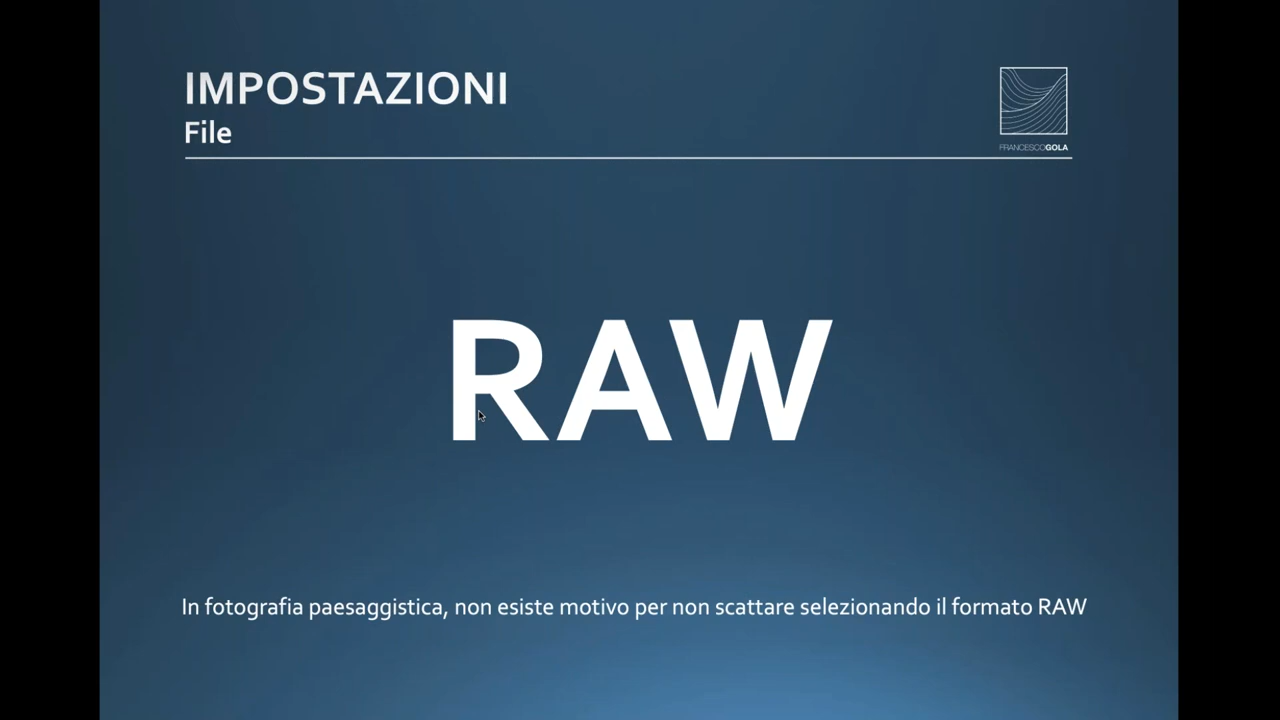 IMPOSTAZIONI
File
FRANCESCOGOLA
RAW
In fotografia paesaggistica, non esiste motivo per non scattare selezionando il formato RAW